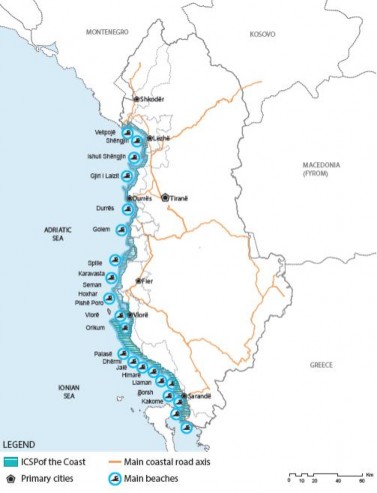 MONTENEGRO
KOSOVO
Shkodër
Velipojë
Shëngjin
Lezhë
Ishull Shëngjin
MACEDONIA
(FYROM)
Gjiri i Lalzit
Durrës
Tiranë
Durrës
ADRIATIC
SEA
Golem
Spille
Karavasta
Seman
Fier
Hoxhar
Pishë Poro
Vlorë
Vlorë
Orikum
Palasë
Dhërmi
Jalë
Himarë
GREECE
IONIAN
SEA
Llaman
Borsh
Kakome
Sarandë
LEGEND
ICSPof the Coast
Main coastal road axis
Primary cities
Main beaches
0 10 20 40 60
Km